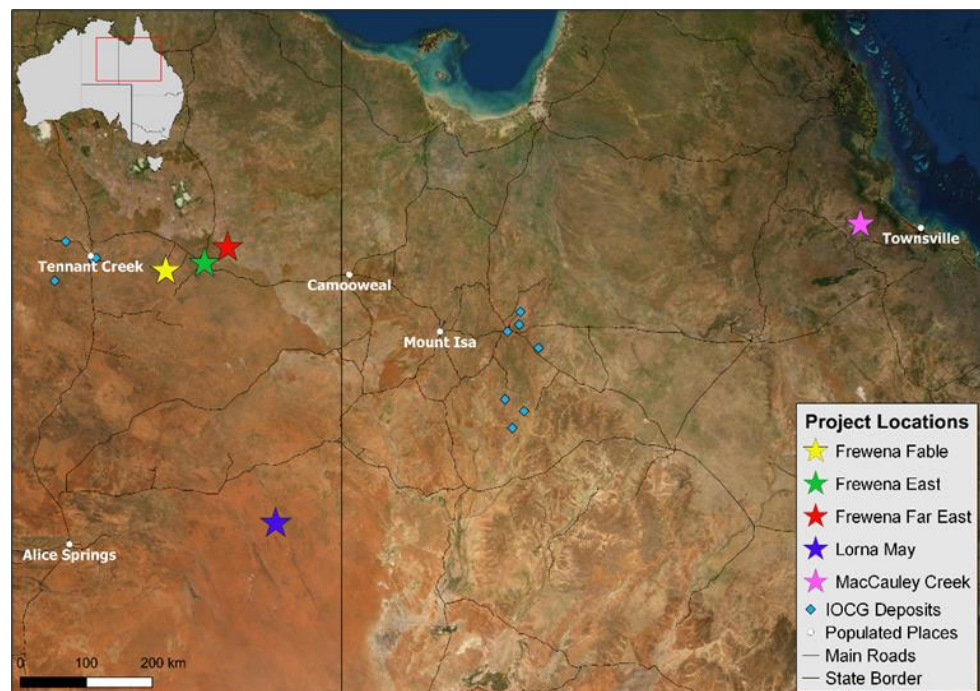 Tennant Creek
Camooweal
Townsville
Mount Isa
Alice Springs
Project Locations
Frewena Fable
Frewena East
Frewena Far East
Lorna May
MacCauley Creek
IOCG Deposits
Populated Places
Main Roads
State Border
0 100 200 km